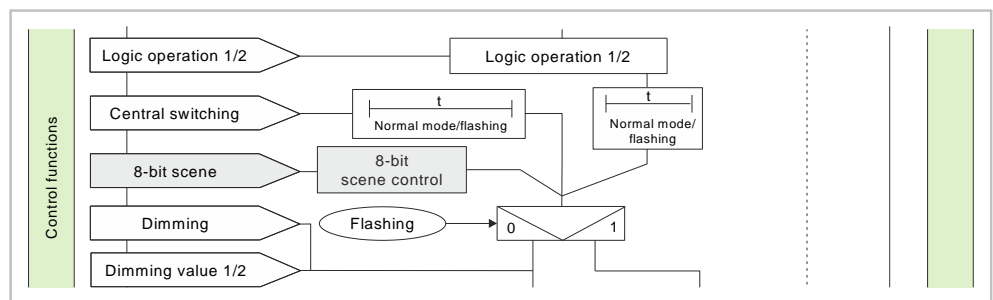 Control functions
Logic operation 1/2
Logic operation 1/2
Central switching
t
Normal mode/flashing
t
Normal mode/
flashing
8-bit scene
8-bit
scene control
Dimming
Flashing
0
1
Dimming value 1/2